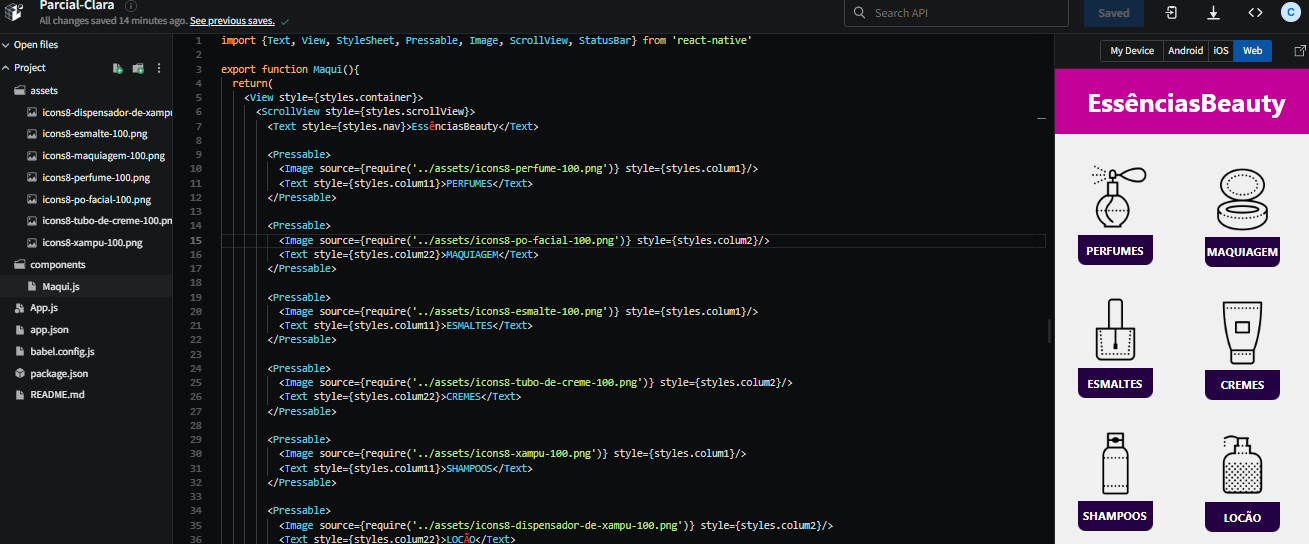 Parcial-Clara
All changes saved 14 minutes ago. See previous saves.
Search API
Saved
C
Open files
Project
assets
icons8-dispensador-de-xampu
icons8-esmalte-100.png
icons8-maquiagem-100.png
icons8-perfume-100.png
icons8-po-facial-100.png
icons8-tubo-de-creme-100.pn
icons8-xampu-100.png
components
Maqui.js
App.js
app.json
babel.config.js
package.json
README.md
1 import {Text, View, StyleSheet, Pressable, Image, ScrollView, StatusBar} from 'react-native'
2
3 export function Maqui(){
4 return(
5 <View style={styles.container}>
6 <ScrollView style={styles.scrollView}>
7 <Text style={styles.nav}>EssênciasBeauty</Text>
8
9 <Pressable>
10 <Image source={require('../assets/icons8-perfume-100.png')} style={styles.colum1}/>
11 <Text style={styles.colum11}>PERFUMES</Text>
12 </Pressable>
13
14 <Pressable>
15 <Image source={require('../assets/icons8-po-facial-100.png')} style={styles.colum2}/>
16 <Text style={styles.colum22}>MAQUIAGEM</Text>
17 </Pressable>
18
19 <Pressable>
20 <Image source={require('../assets/icons8-esmalte-100.png')} style={styles.colum1}/>
21 <Text style={styles.colum11}>ESMALTES</Text>
22 </Pressable>
23
24 <Pressable>
25 <Image source={require('../assets/icons8-tubo-de-creme-100.png')} style={styles.colum2}/>
26 <Text style={styles.colum22}>CREMES</Text>
27 </Pressable>
28
29 <Pressable>
30 <Image source={require('../assets/icons8-xampu-100.png')} style={styles.colum1}/>
31 <Text style={styles.colum11}>SHAMPOOS</Text>
32 </Pressable>
33
34 <Pressable>
35 <Image source={require('../assets/icons8-dispensador-de-xampu-100.png')} style={styles.colum2}/>
36 <Text style={styles.colum22}>LOCÃO</Text>
My Device Android iOS Web
EssênciasBeauty
PERFUMES
MAQUIAGEM
ESMALTES
CREMES
SHAMPOOS
LOCÃO